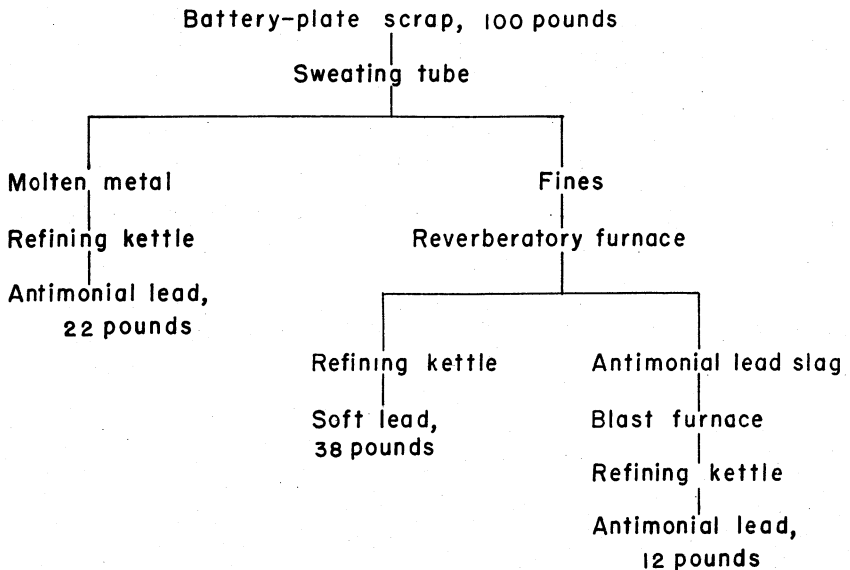 Battery-plate scrap, 100 pounds
Sweating tube
Molten metal
Fines
Refining kettle
Reverberatory furnace
Antimonial lead,
22 pounds
Refining kettle
Antimonial lead slag
Soft lead,
38 pounds
Blast furnace
Refining kettle
Antimonial lead,
12 pounds